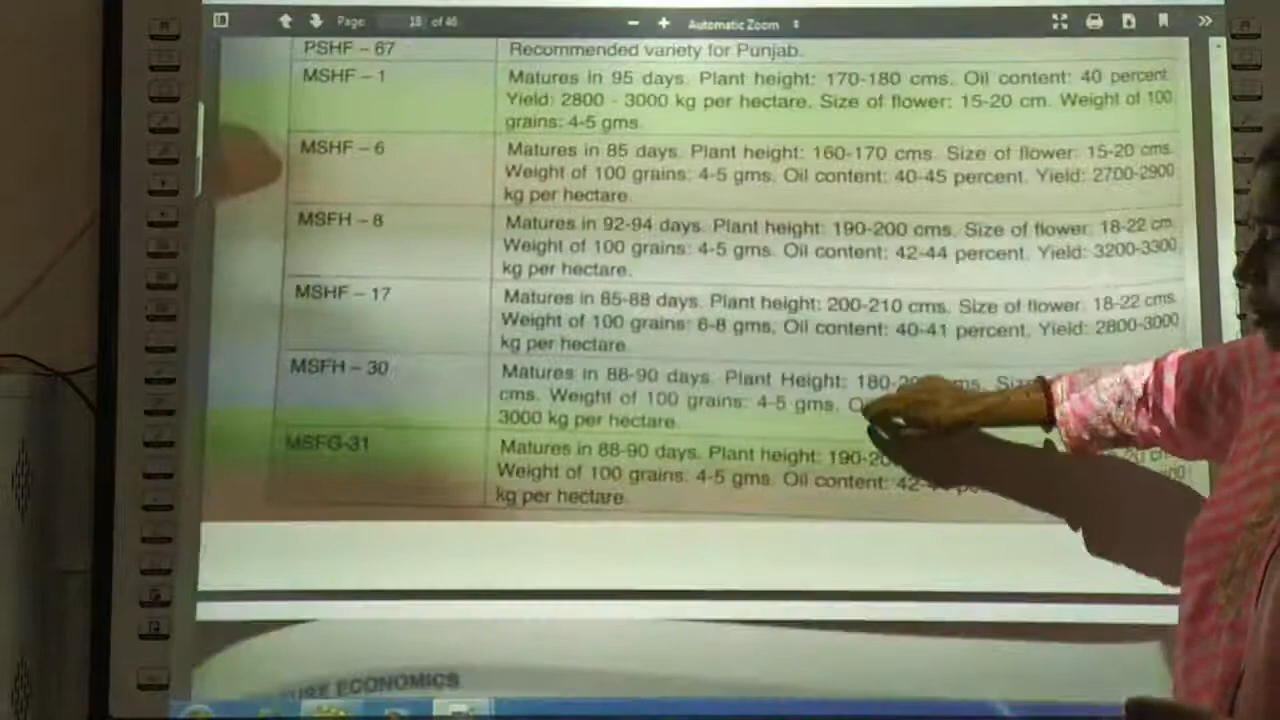 Page 18 of 46 Automatic Zoom
PSHF – 67 Recommended variety for Punjab.
MSHF – 1 Matures in 95 days. Plant height: 170-180 cms. Oil content: 40 percent
Yield: 2800 - 3000 kg per hectare. Size of flower: 15-20 cm. Weight of 100
grains: 4-5 gms.
MSHF – 6 Matures in 85 days. Plant height: 160-170 cms. Size of flower: 15-20 cms.
Weight of 100 grains: 4-5 gms. Oil content: 40-45 percent. Yield: 2700-2900
kg per hectare.
MSFH – 8 Matures in 92-94 days. Plant height: 190-200 cms. Size of flower: 18-22 cm.
Weight of 100 grains: 4-5 gms. Oil content: 42-44 percent. Yield: 3200-3300
kg per hectare.
MSHF – 17 Matures in 85-88 days. Plant height: 200-210 cms. Size of flower: 18-22 cms.
Weight of 100 grains: 6-8 gms. Oil content: 40-41 percent. Yield: 2800-3000
kg per hectare.
MSFH – 30 Matures in 88-90 days. Plant Height: 180-
cms. Weight of 100 grains: 4-5 gms.
3000 kg per hectare.
MSFG-31 Matures in 88-90 days. Plant height: 190-
Weight of 100 grains: 4-5 gms. Oil content: 42-
kg per hectare.
URE ECONOMICS